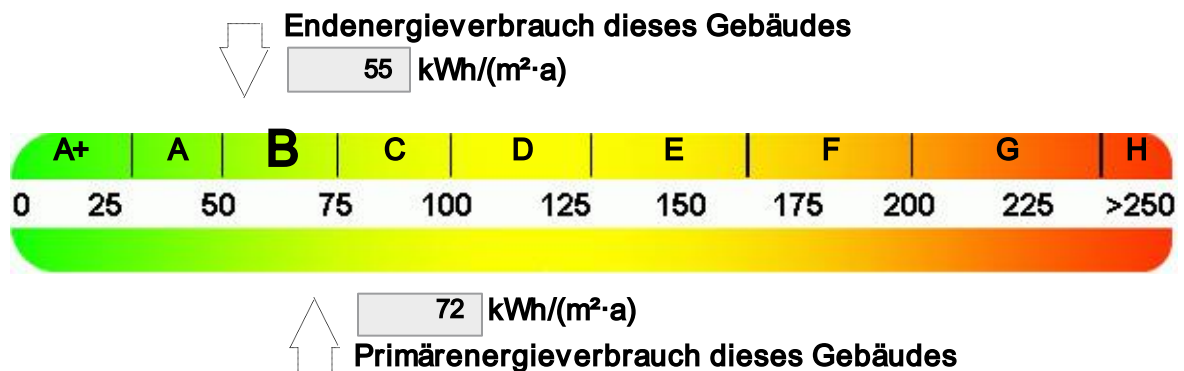 Endenergieverbrauch dieses Gebäudes
55 kWh/(m²·a)
A+ A B C D E F G H
0 25 50 75 100 125 150 175 200 225 >250
72 kWh/(m²·a)
Primärenergieverbrauch dieses Gebäudes